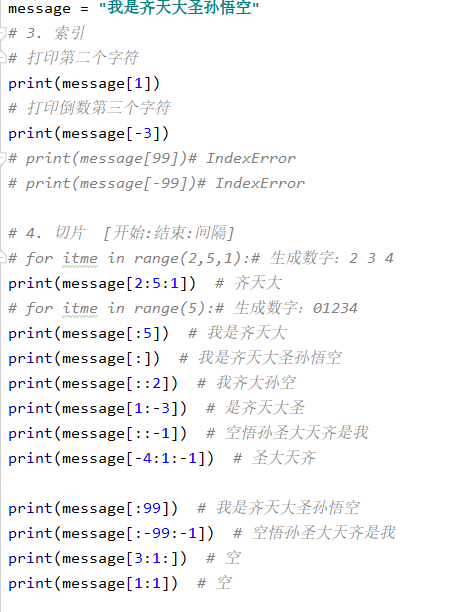 message = "我是齐天大圣孙悟空"
# 3. 索引
# 打印第二个字符
print(message[1])
# 打印倒数第三个字符
print(message[-3])
# print(message[99])# IndexError
# print(message[-99])# IndexError
# 4. 切片  [开始:结束:间隔]
# for itme in range(2,5,1):# 生成数字：2 3 4
print(message[2:5:1])  # 齐天大
# for itme in range(5):# 生成数字：01234
print(message[:5])  # 我是齐天大
print(message[:])  # 我是齐天大圣孙悟空
print(message[::2])  # 我齐大孙空
print(message[1:-3])  # 是齐天大圣
print(message[::-1])  # 空悟孙圣大天齐是我
print(message[-4:1:-1])  # 圣大天齐
print(message[:99])  # 我是齐天大圣孙悟空
print(message[:-99:-1])  # 空悟孙圣大天齐是我
print(message[3:1:])  # 空
print(message[1:1])  # 空